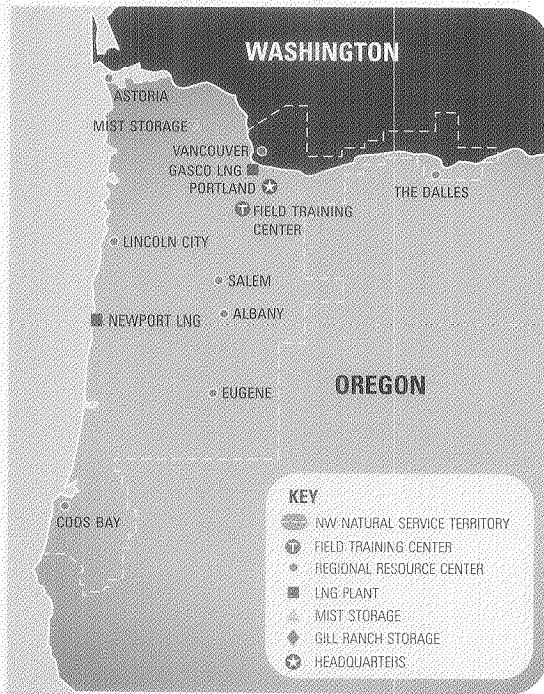 WASHINGTON
ASTORIA
MIST STORAGE
VANCOUVER
GASCO LNG
PORTLAND
THE DALLES
T FIELD TRAINING
CENTER
LINCOLN CITY
SALEM
NEWPORT LNG
ALBANY
EUGENE
OREGON
COOS BAY
KEY
NW NATURAL SERVICE TERRITORY
T FIELD TRAINING CENTER
REGIONAL RESOURCE CENTER
LNG PLANT
MIST STORAGE
GILL RANCH STORAGE
HEADQUARTERS